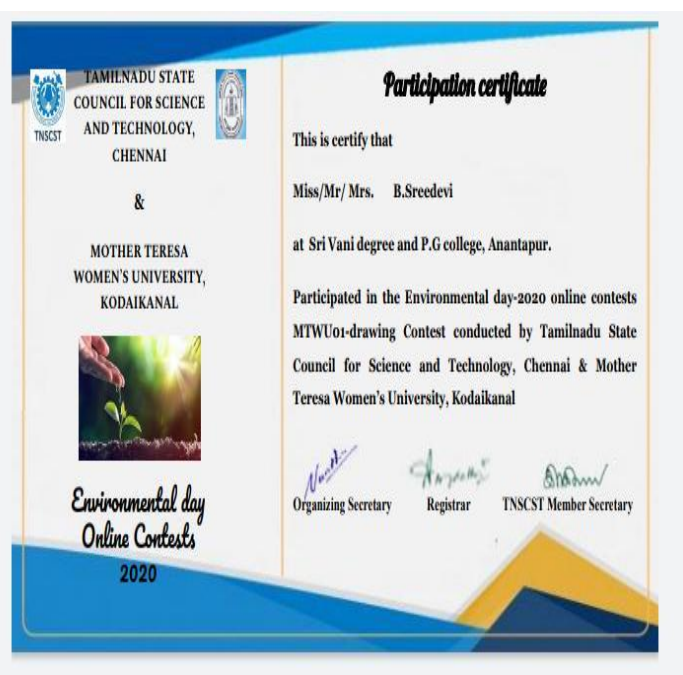 TAMILNADU STATE
COUNCIL FOR SCIENCE
AND TECHNOLOGY,
CHENNAI
TNSCST
&
MOTHER TERESA
WOMEN'S UNIVERSITY,
KODAIKANAL
Environmental day
Online Contests
2020
Participation certificate
This is certify that
Miss/Mr/ Mrs. B.Sreedevi
at Sri Vani degree and P.G college, Anantapur.
Participated in the Environmental day-2020 online contests
MTWU01-drawing Contest conducted by Tamilnadu State
Council for Science and Technology, Chennai & Mother
Teresa Women's University, Kodaikanal
Organizing Secretary Registrar TNSCST Member Secretary